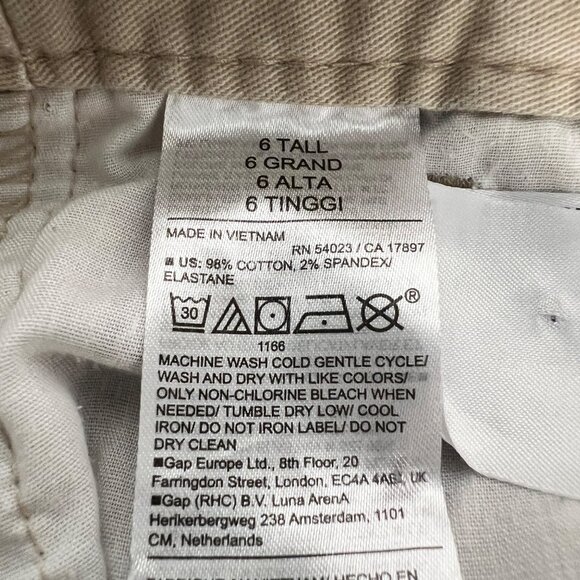 6 TALL
6 GRAND
6 ALTA
6 TINGGI
MADE IN VIETNAM
RN 54023 / CA 17897
US: 98% COTTON, 2% SPANDEX/
ELASTANE
30
®
1166
MACHINE WASH COLD GENTLE CYCLE/
WASH AND DRY WITH LIKE COLORS/
ONLY NON-CHLORINE BLEACH WHEN
NEEDED/ TUMBLE DRY LOW/ COOL
IRON/ DO NOT IRON LABEL/ DO NOT
DRY CLEAN
Gap Europe Ltd., 8th Floor, 20
Farringdon Street, London, EC4A 4AB, UK
Gap (RHC) B.V. Luna ArenA
Herikerbergweg 238 Amsterdam, 1101
CM, Netherlands
HECHO EN